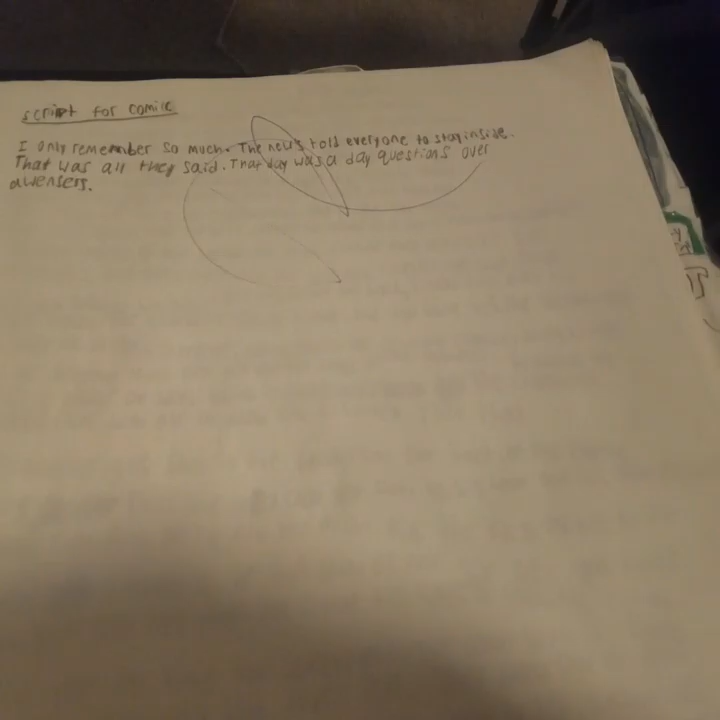 script for comic
I only remember so much. The news told everyone to stay inside.
That was all they said. That day was a day questions over
awensers.